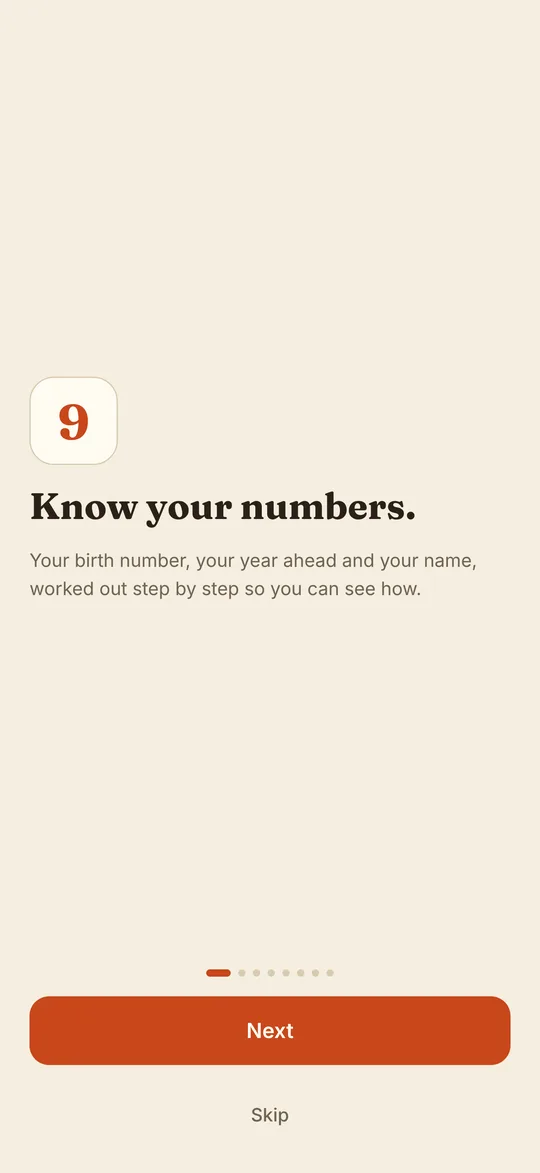 9
Know your numbers.
Your birth number, your year ahead and your name,
worked out step by step so you can see how.
Next
Skip